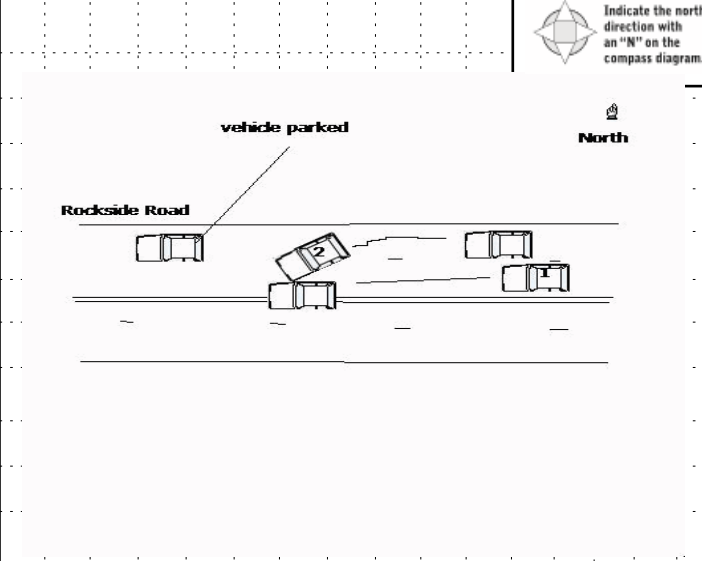 Indicate the north
direction with
an "N" on the
compass diagram.
vehicle parked
North
Rockside Road
2
1